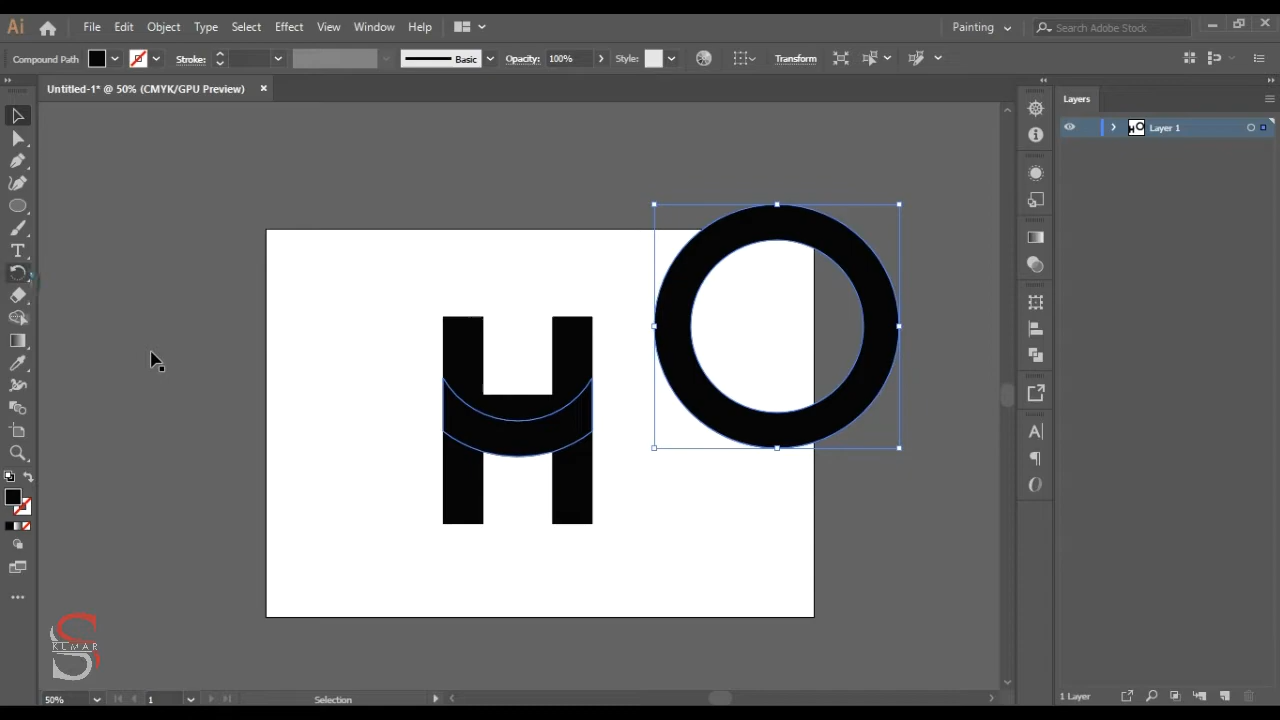 Ai File Edit Object Type Select Effect View Window Help Painting Search Adobe Stock
Compound Path Stroke: Basic Opacity: 100% Style: Transform
Untitled-1* @ 50% (CMYK/GPU Preview)
Layers
Layer 1
H O
KUMAR
50% 1 Selection 1 Layer